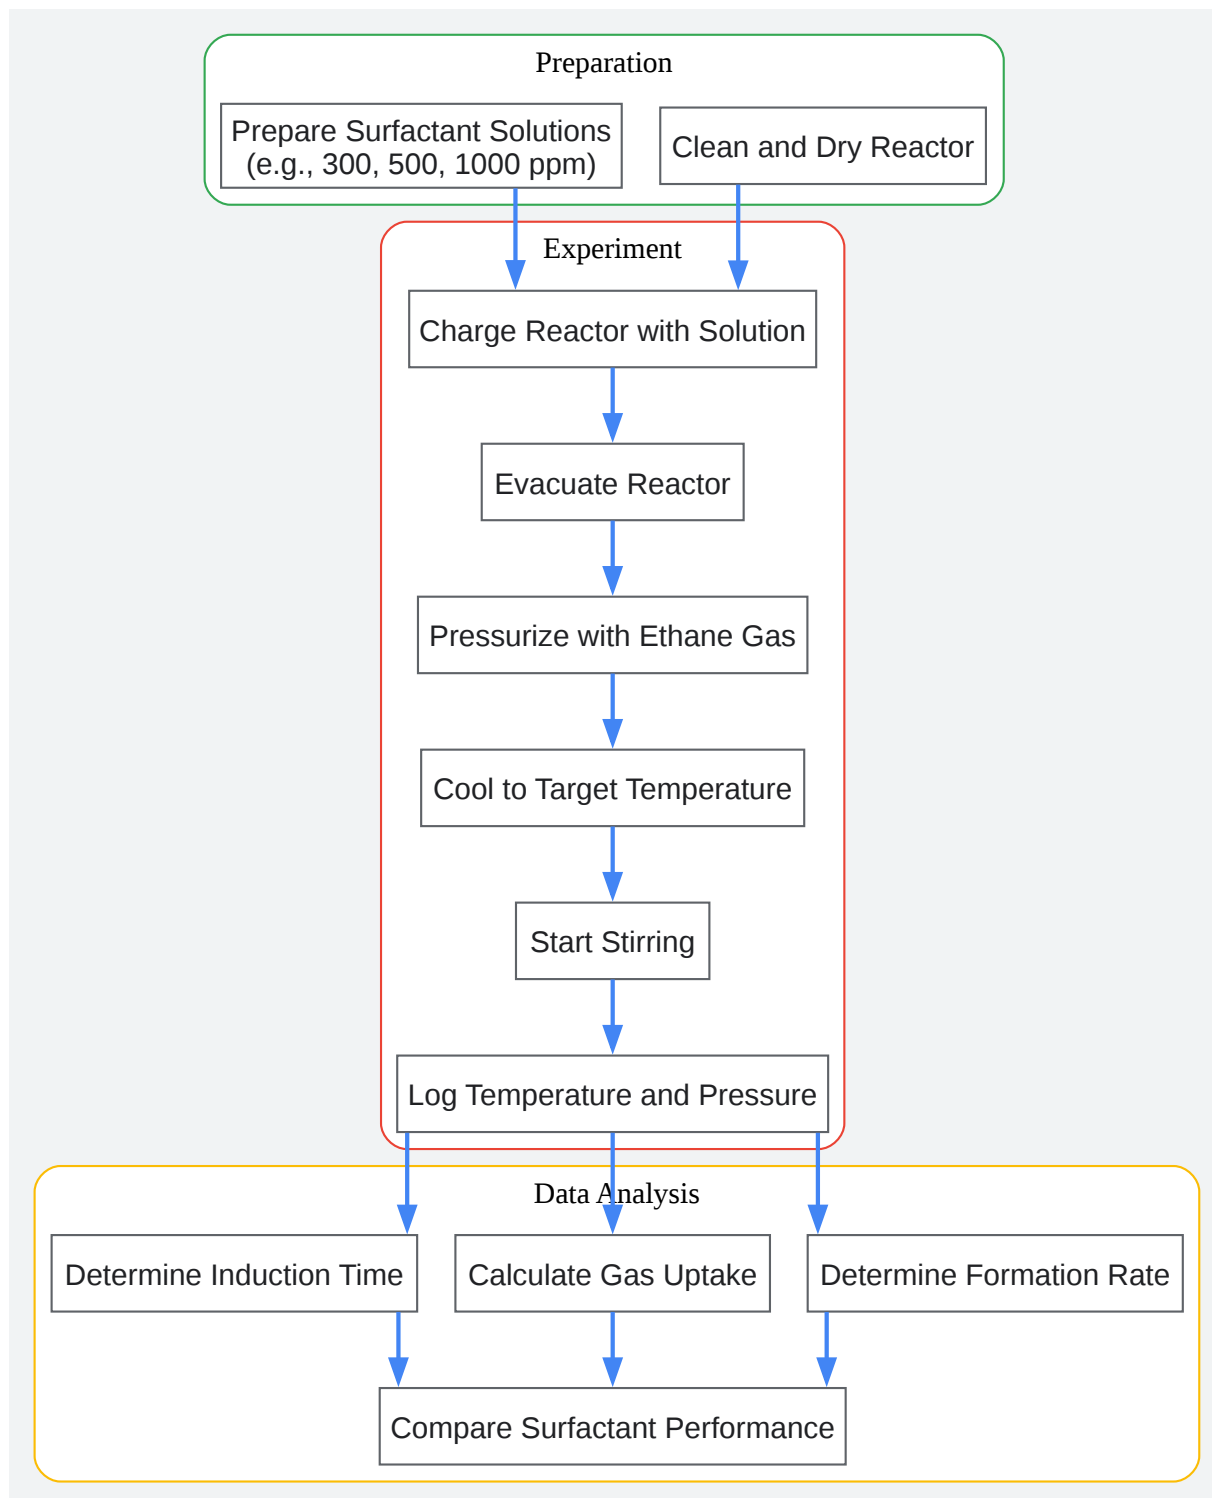 Preparation
Prepare Surfactant Solutions
(e.g., 300, 500, 1000 ppm)
Clean and Dry Reactor
Experiment
Charge Reactor with Solution
Evacuate Reactor
Pressurize with Ethane Gas
Cool to Target Temperature
Start Stirring
Log Temperature and Pressure
Data Analysis
Determine Induction Time
Calculate Gas Uptake
Determine Formation Rate
Compare Surfactant Performance